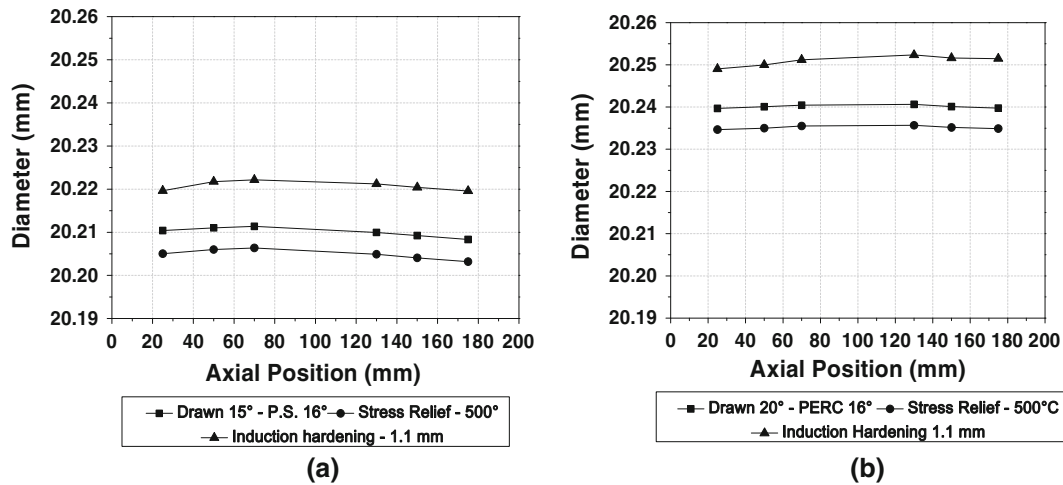 20.26
20.25
20.24
20.23
20.22
20.21
20.20
20.19
Diameter (mm)
0 20 40 60 80 100 120 140 160 180 200
Axial Position (mm)
Drawn 15° - P.S. 16° Stress Relief - 500°
Induction hardening - 1.1 mm
(a)
20.26
20.25
20.24
20.23
20.22
20.21
20.20
20.19
Diameter (mm)
0 20 40 60 80 100 120 140 160 180 200
Axial Position (mm)
Drawn 20° - PERC 16° Stress Relief - 500°C
Induction Hardening 1.1 mm
(b)